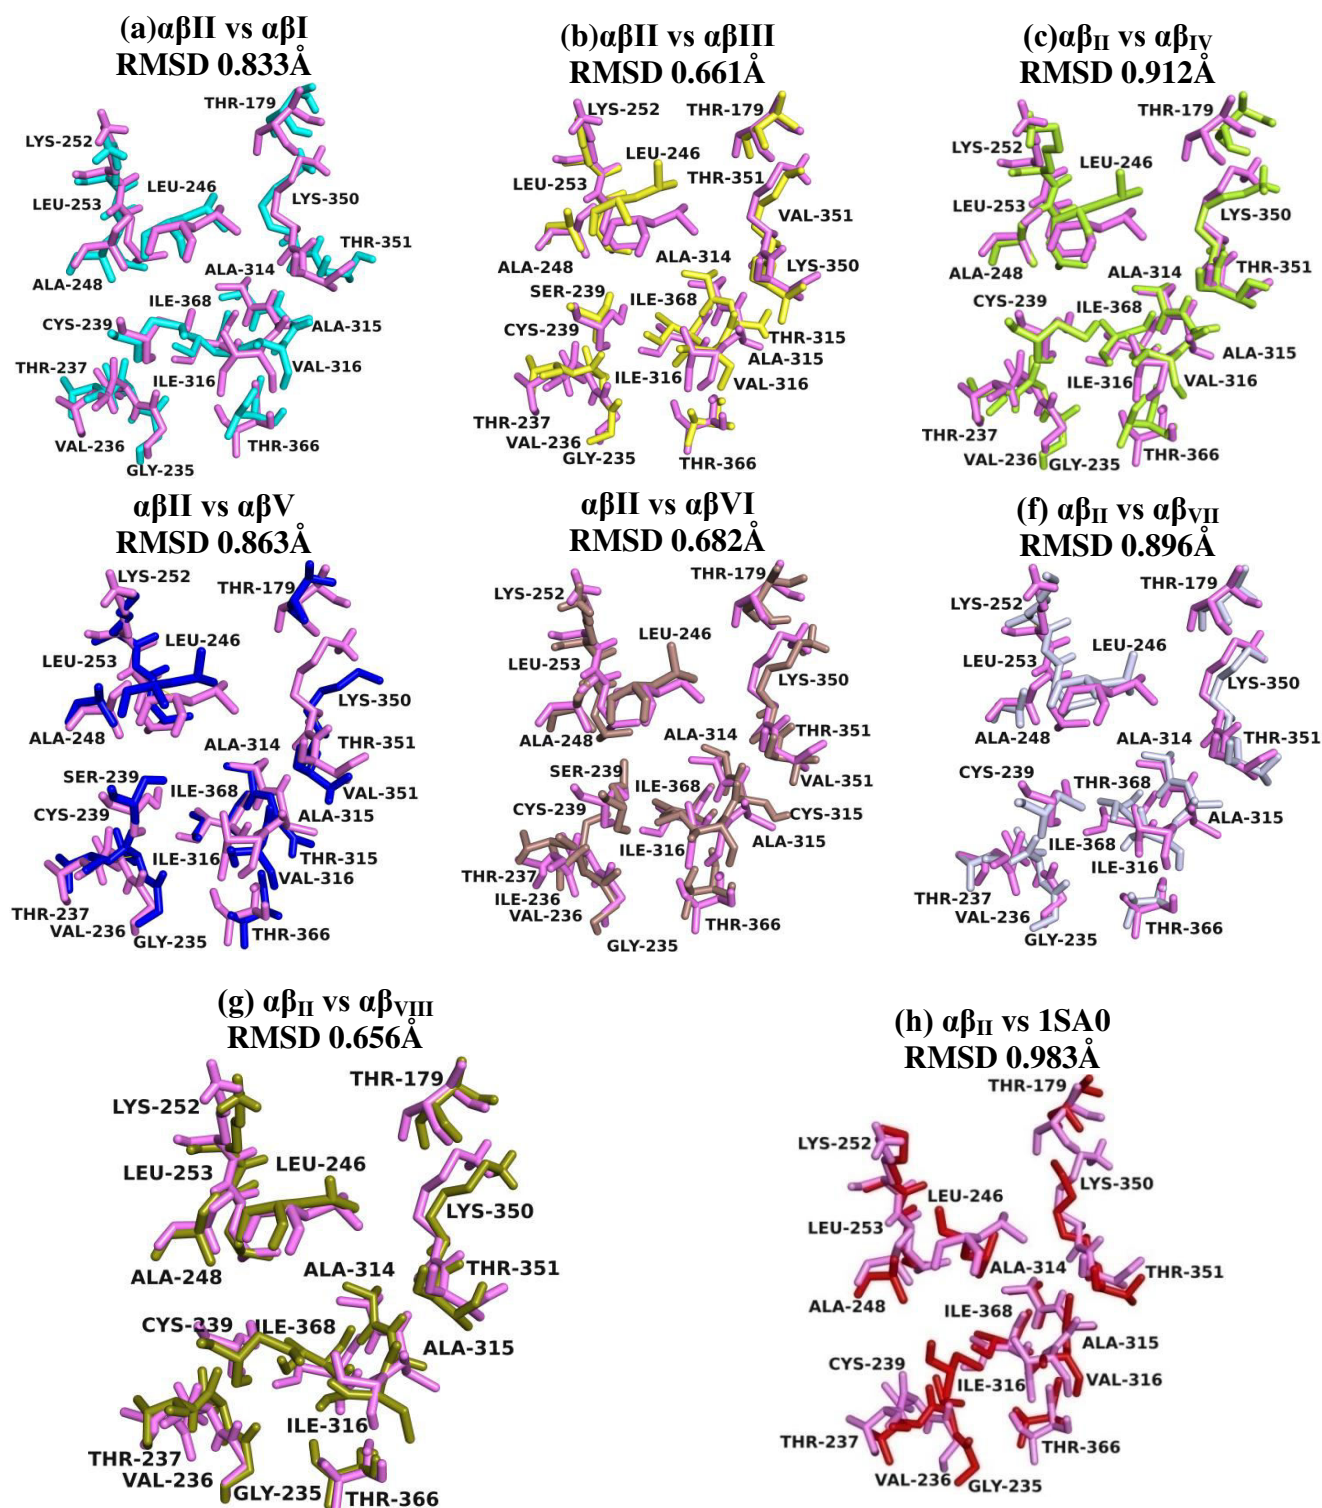 (a)αβII vs αβI
RMSD 0.833Å
THR-179
LYS-252
LEU-246
LEU-253
LYS-350
THR-351
ALA-248
ALA-314
ILE-368
CYS-239
ALA-315
VAL-316
THR-237
ILE-316
VAL-236
THR-366
GLY-235
(b)αβII vs αβIII
RMSD 0.661Å
LYS-252
THR-179
LEU-246
THR-351
LEU-253
VAL-351
ALA-248
ALA-314
LYS-350
SER-239
ILE-368
CYS-239
THR-315
ALA-315
ILE-316
VAL-316
THR-237
VAL-236
GLY-235
THR-366
(c)αβII vs αβIV
RMSD 0.912Å
THR-179
LYS-252
LEU-246
LEU-253
LYS-350
ALA-248
ALA-314
THR-351
CYS-239
ILE-368
ALA-315
ILE-316
VAL-316
THR-237
VAL-236
GLY-235
THR-366
αβII vs αβV
RMSD 0.863Å
LYS-252
THR-179
LEU-246
LEU-253
LYS-350
ALA-248
ALA-314
THR-351
SER-239
ILE-368
VAL-351
CYS-239
ALA-315
ILE-316
THR-315
VAL-316
THR-237
VAL-236
GLY-235
THR-366
αβII vs αβVI
RMSD 0.682Å
THR-179
LYS-252
LEU-246
LEU-253
LYS-350
ALA-248
ALA-314
THR-351
SER-239
ILE-368
VAL-351
CYS-239
CYS-315
ALA-315
ILE-316
THR-237
ILE-236
VAL-236
THR-366
GLY-235
(f) αβII vs αβVII
RMSD 0.896Å
THR-179
LYS-252
LEU-246
LEU-253
LYS-350
ALA-248
ALA-314
THR-351
CYS-239
THR-368
ALA-315
ILE-368
ILE-316
THR-237
VAL-236
GLY-235
THR-366
(g) αβII vs αβVIII
RMSD 0.656Å
THR-179
LYS-252
LEU-246
LEU-253
LYS-350
ALA-248
ALA-314
THR-351
CYS-239
ILE-368
ALA-315
ILE-316
THR-237
VAL-236
GLY-235
THR-366
(h) αβII vs 1SA0
RMSD 0.983Å
THR-179
LYS-252
LYS-350
LEU-246
LEU-253
ALA-314
THR-351
ALA-248
ILE-368
ALA-315
CYS-239
ILE-316
VAL-316
THR-237
THR-366
VAL-236
GLY-235